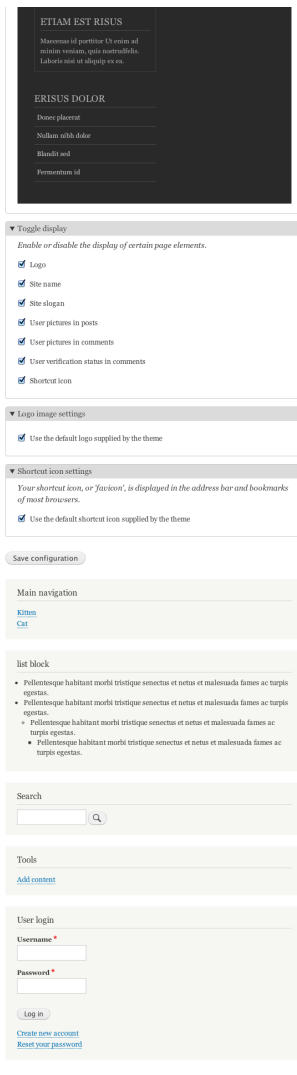 ETIAM EST RISUS
Maecenas id porttitor Ut enim ad
minim veniam, quis nostrudfelis.
Laboris nisi ut aliquip ex ea.
ERISUS DOLOR
Donec placerat
Nullam nibh dolor
Blandit sed
Fermentum id
Toggle display
Enable or disable the display of certain page elements.
Logo
Site name
Site slogan
User pictures in posts
User pictures in comments
User verification status in comments
Shortcut icon
Logo image settings
Use the default logo supplied by the theme
Shortcut icon settings
Your shortcut icon, or 'favicon', is displayed in the address bar and bookmarks
of most browsers.
Use the default shortcut icon supplied by the theme
Save configuration
Main navigation
Kitten
Cat
list block
Pellentesque habitant morbi tristique senectus et netus et malesuada fames ac turpis
egestas.
Pellentesque habitant morbi tristique senectus et netus et malesuada fames ac turpis
egestas.
Pellentesque habitant morbi tristique senectus et netus et malesuada fames ac
turpis egestas.
Pellentesque habitant morbi tristique senectus et netus et malesuada fames ac
turpis egestas.
Search
Tools
Add content
User login
Username *
Password *
Log in
Create new account
Reset your password